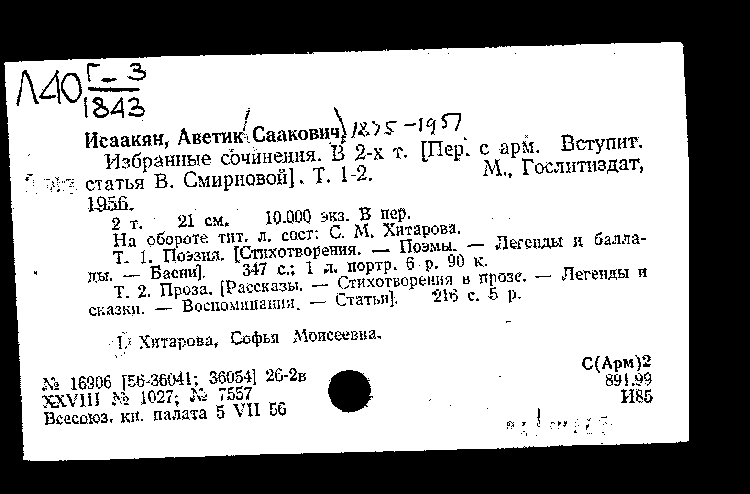 Л40 Г-3
1843
Исаакян, Аветик (Саакович) 1875-1957
Избранные сочинения. В 2-х т. [Пер. с арм. Вступит.
статья В. Смирновой]. Т. 1-2. М., Гослитиздат,
1956.
2 т. 21 см. 10.000 экз. В пер.
На обороте тит. л. сост: С. М. Хитарова.
Т. 1. Поэзия. [Стихотворения. — Поэмы. — Легенды и балла-
ды. — Басни]. 347 с.; 1 л. портр. 6 р. 90 к.
Т. 2. Проза. [Рассказы. — Стихотворения в прозе. — Легенды и
сказки. — Воспоминания. — Статьи]. 216 с. 5 р.
I. Хитарова, Софья Моисеевна.
С(Арм)2
№ 16906 [56-36041; 36054] 26-2в 891.99
XXVIII № 1027; № 7557 И85
Всесоюз. кн. палата 5 VII 56